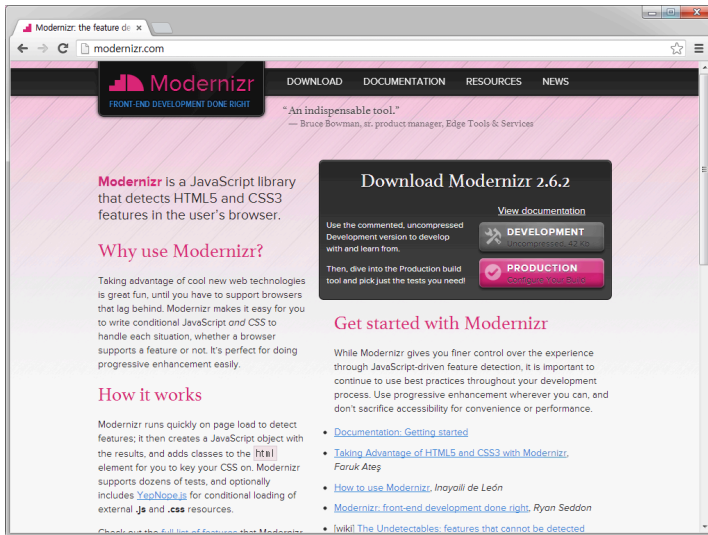 Modernizr: the feature de
modernizr.com
Modernizr
FRONT-END DEVELOPMENT DONE RIGHT
DOWNLOAD DOCUMENTATION RESOURCES NEWS
“An indispensable tool.”
— Bruce Bowman, sr. product manager, Edge Tools & Services
Modernizr is a JavaScript library
that detects HTML5 and CSS3
features in the user’s browser.
Why use Modernizr?
Taking advantage of cool new web technologies
is great fun, until you have to support browsers
that lag behind. Modernizr makes it easy for you
to write conditional JavaScript and CSS to
handle each situation, whether a browser
supports a feature or not. It’s perfect for doing
progressive enhancement easily.
How it works
Modernizr runs quickly on page load to detect
features; it then creates a JavaScript object with
the results, and adds classes to the html
element for you to key your CSS on. Modernizr
supports dozens of tests, and optionally
includes YepNope.js for conditional loading of
external .js and .css resources.
Check out the full list of features that Modernizr
Download Modernizr 2.6.2
View documentation
Use the commented, uncompressed
Development version to develop
with and learn from.
Then, dive into the Production build
tool and pick just the tests you need!
DEVELOPMENT
Uncompressed, 42 Kb
PRODUCTION
Configure Your Build
Get started with Modernizr
While Modernizr gives you finer control over the experience
through JavaScript-driven feature detection, it is important to
continue to use best practices throughout your development
process. Use progressive enhancement wherever you can, and
don’t sacrifice accessibility for convenience or performance.
• Documentation: Getting started
• Taking Advantage of HTML5 and CSS3 with Modernizr,
Faruk Ateş
• How to use Modernizr, Inayaili de León
• Modernizr: front-end development done right, Ryan Seddon
• [wiki] The Undetectables: features that cannot be detected